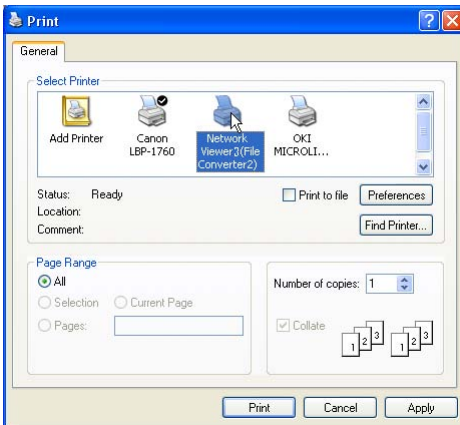 Print
General
Select Printer
Add Printer
Canon
LBP-1760
Network
Viewer3(File
Converter2)
OKI
MICROLI...
Status: Ready
Print to file
Preferences
Location:
Comment:
Find Printer...
Page Range
All
Selection
Current Page
Pages:
Number of copies: 1
Collate
1 2 3 1 2 3
Print Cancel Apply